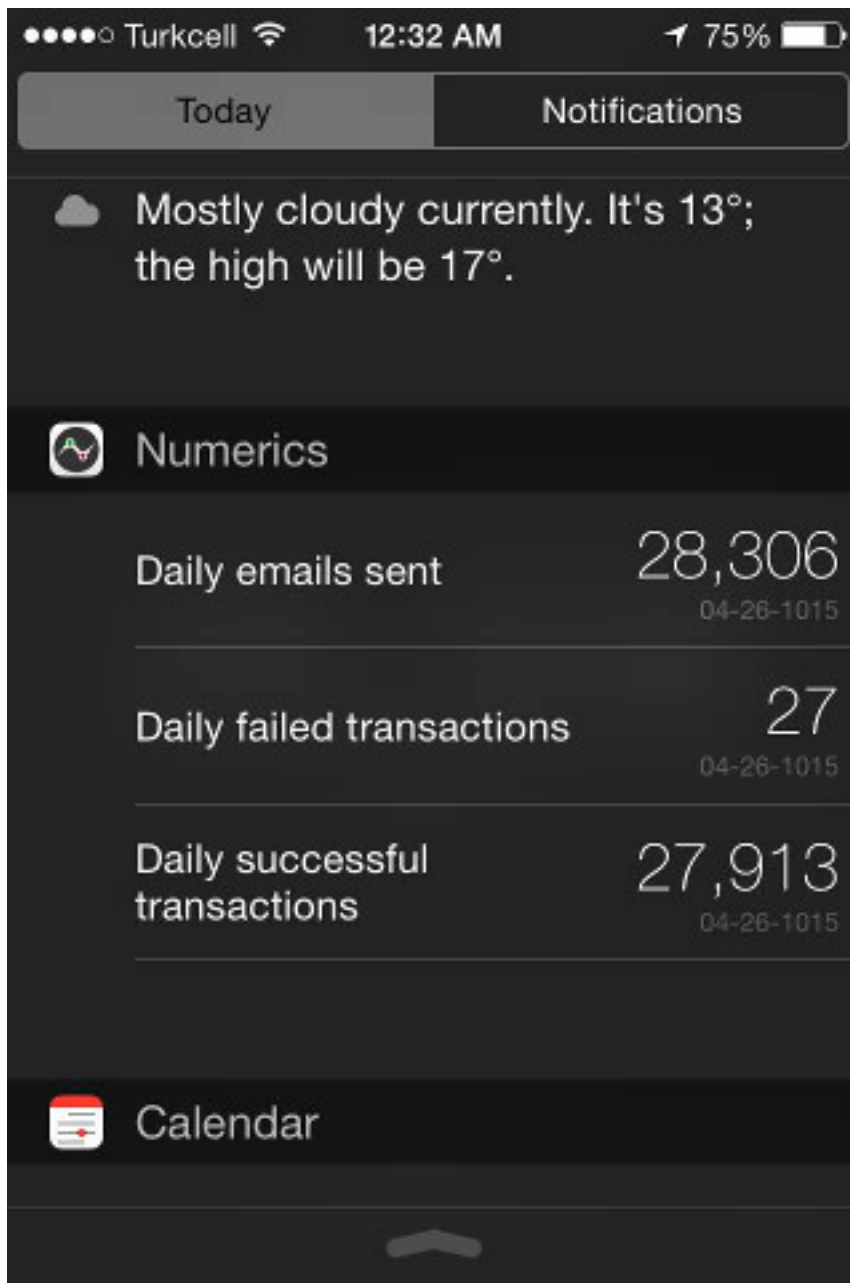 Turkcell 12:32 AM 75%
Today Notifications
Mostly cloudy currently. It's 13°;
the high will be 17°.
Numerics
Daily emails sent 28,306
04-26-1015
Daily failed transactions 27
04-26-1015
Daily successful
transactions 27,913
04-26-1015
Calendar